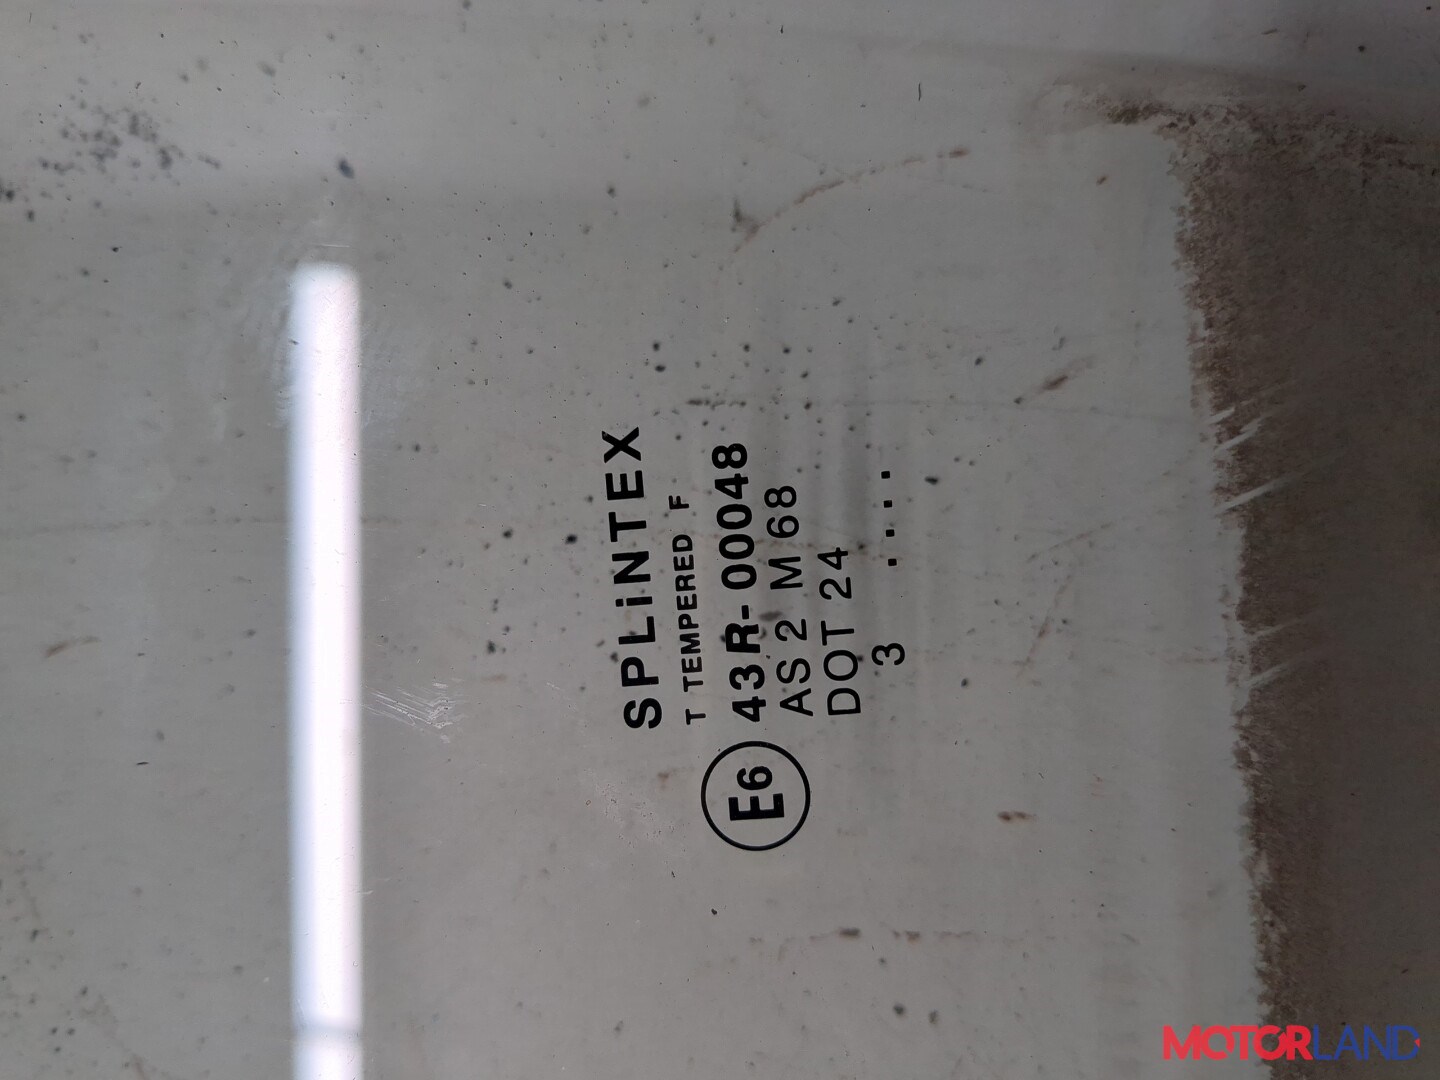 SPLiNTEX
T TEMPERED F
E6 43R-00048
AS 2 M 68
DOT 24
3 . . . .
MOTORLAND